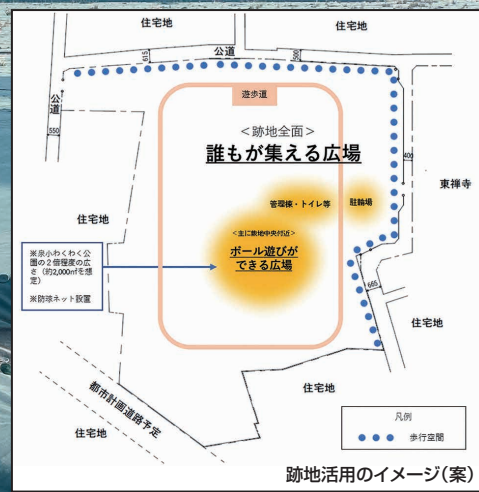 住宅地
住宅地
公道
615
500
公道
550
遊歩道
＜跡地全面＞
誰もが集える広場
400
東禅寺
管理棟・トイレ等
駐輪場
住宅地
＜主に敷地中央付近＞
ボール遊びが
できる広場
※泉小わくわく公
園の２倍程度の広
さ（約2,000㎡を想
定）
※防球ネット設置
665
住宅地
住宅地
都市計画道路予定
住宅地
凡例
歩行空間
跡地活用のイメージ（案）